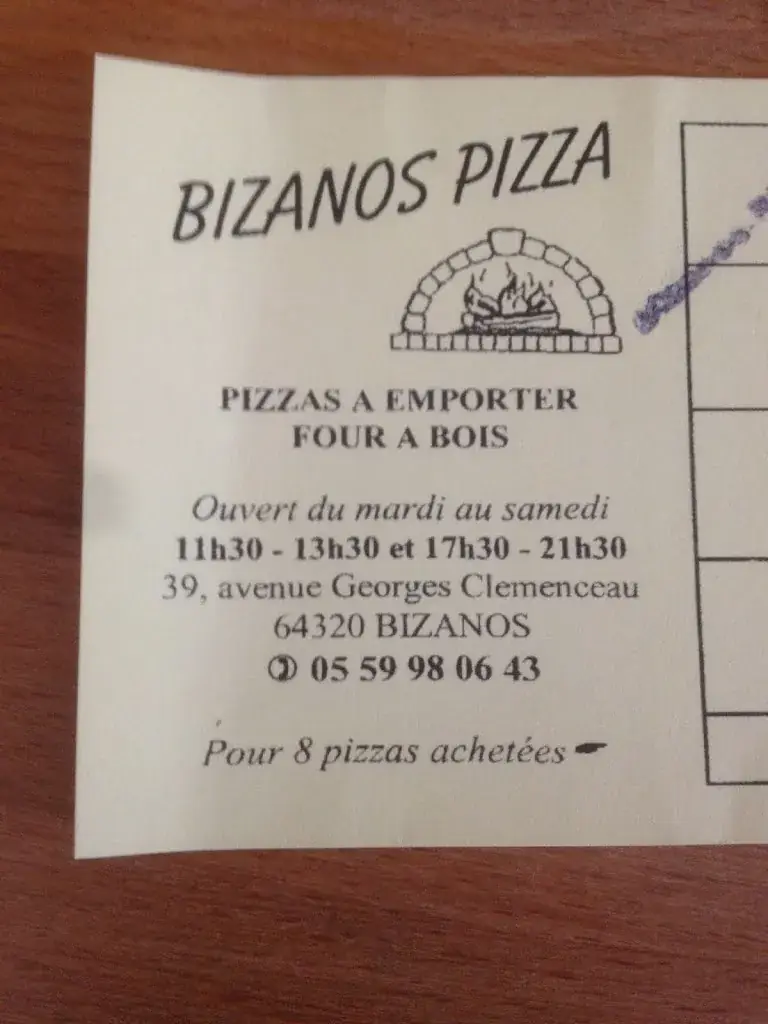 BIZANOS PIZZA
PIZZAS A EMPORTER
FOUR A BOIS
Ouvert du mardi au samedi
11h30 - 13h30 et 17h30 - 21h30
39, avenue Georges Clemenceau
64320 BIZANOS
05 59 98 06 43
Pour 8 pizzas achetées